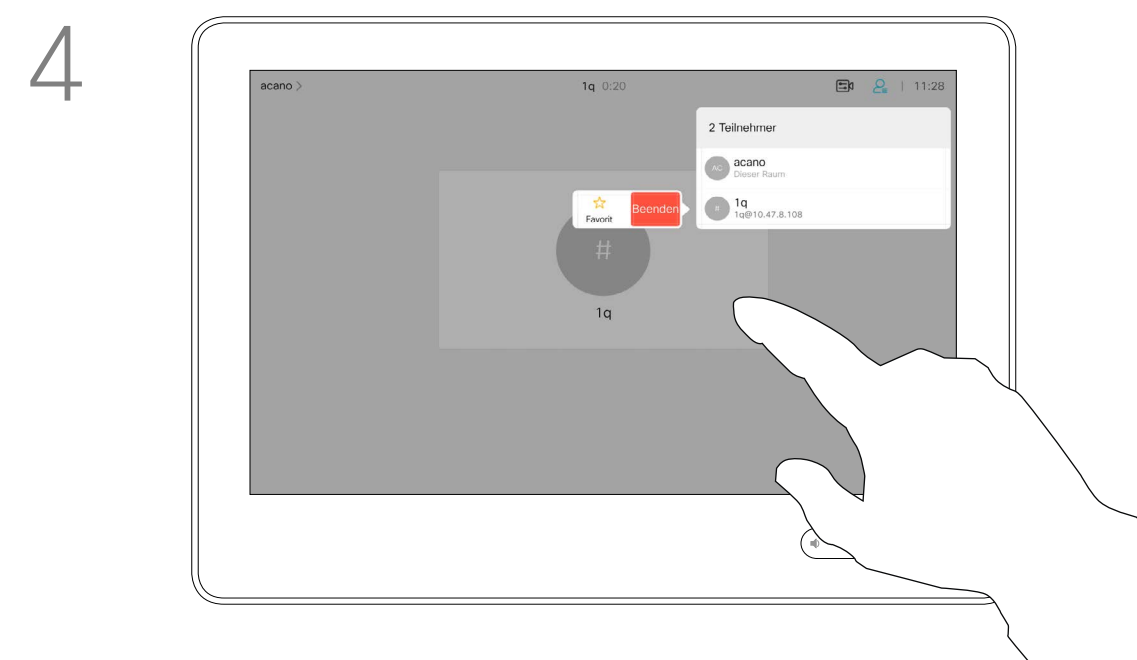 4
acano >
1q 0:20
| 11:28
2 Teilnehmer
AC
acano
Dieser Raum
#
1q
1q@10.47.8.108
Favorit
Beenden
#
1q